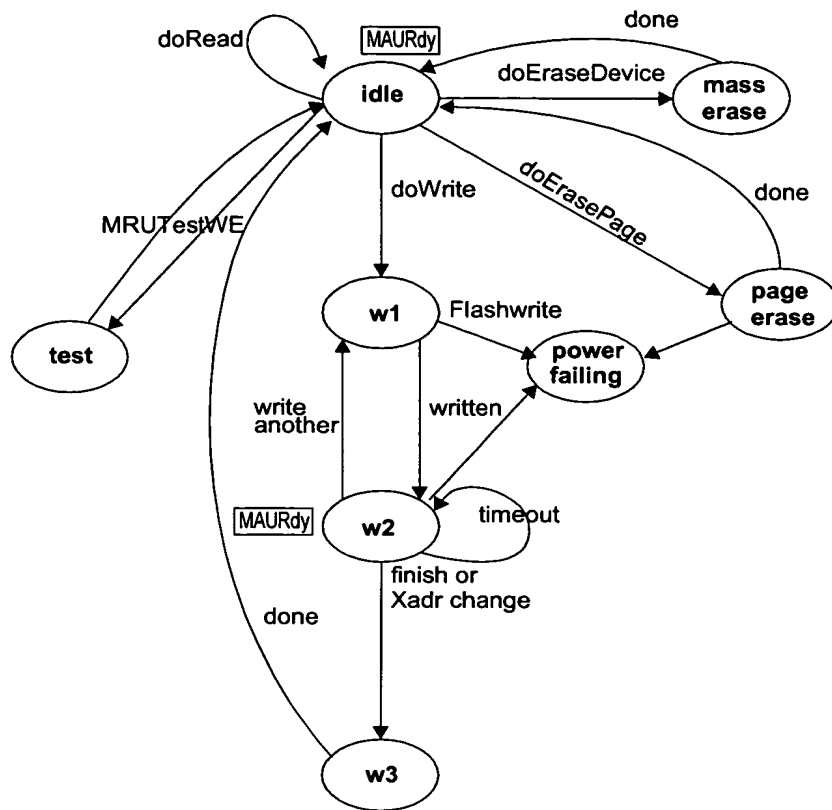 done
doRead
MAURdy
doEraseDevice
idle
mass
erase
doErasePage
doWrite
done
MRUTestWE
page
erase
w1
Flashwrite
test
power
failing
write
another
written
MAURdy
w2
timeout
finish or
Xadr change
done
w3